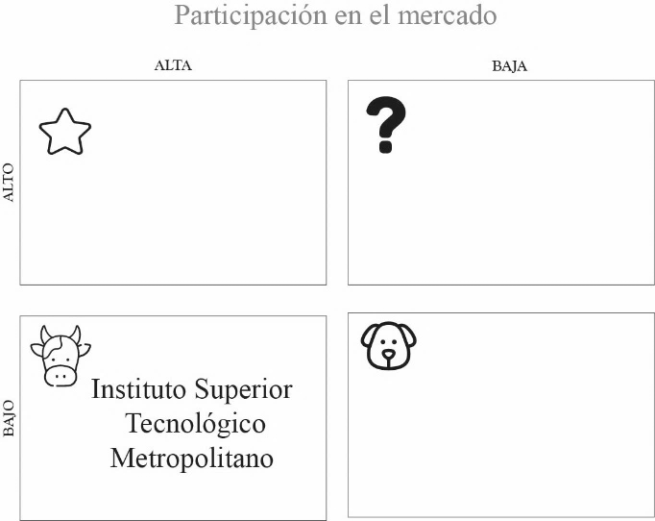 Participación en el mercado
ALTA
BAJA
ALTO
?
BAJO
Instituto Superior
Tecnológico
Metropolitano